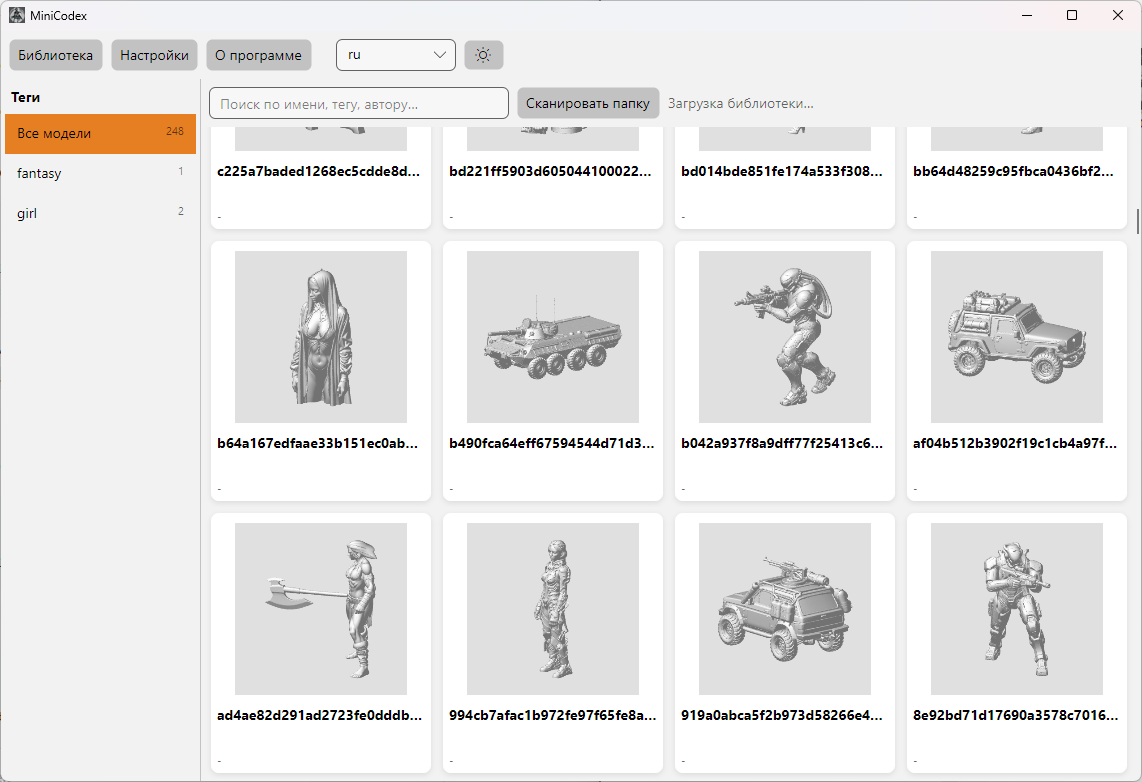 MiniCodex
Библиотека Настройки О программе ru
Теги
Поиск по имени, тегу, автору... Сканировать папку Загрузка библиотеки...
Все модели 248
fantasy 1
girl 2
c225a7baded1268ec5cdde8d... bd221ff5903d605044100022... bd014bde851fe174a533f308... bb64d48259c95fbca0436bf2...
- - - -
b64a167edfaae33b151ec0ab... b490fca64eff67594544d71d3... b042a937f8a9dff77f25413c6... af04b512b3902f19c1cb4a97f...
- - - -
ad4ae82d291ad2723fe0dddb... 994cb7afac1b972fe97f65fe8a... 919a0abca5f2b973d58266e4... 8e92bd71d17690a3578c7016...
- - - -